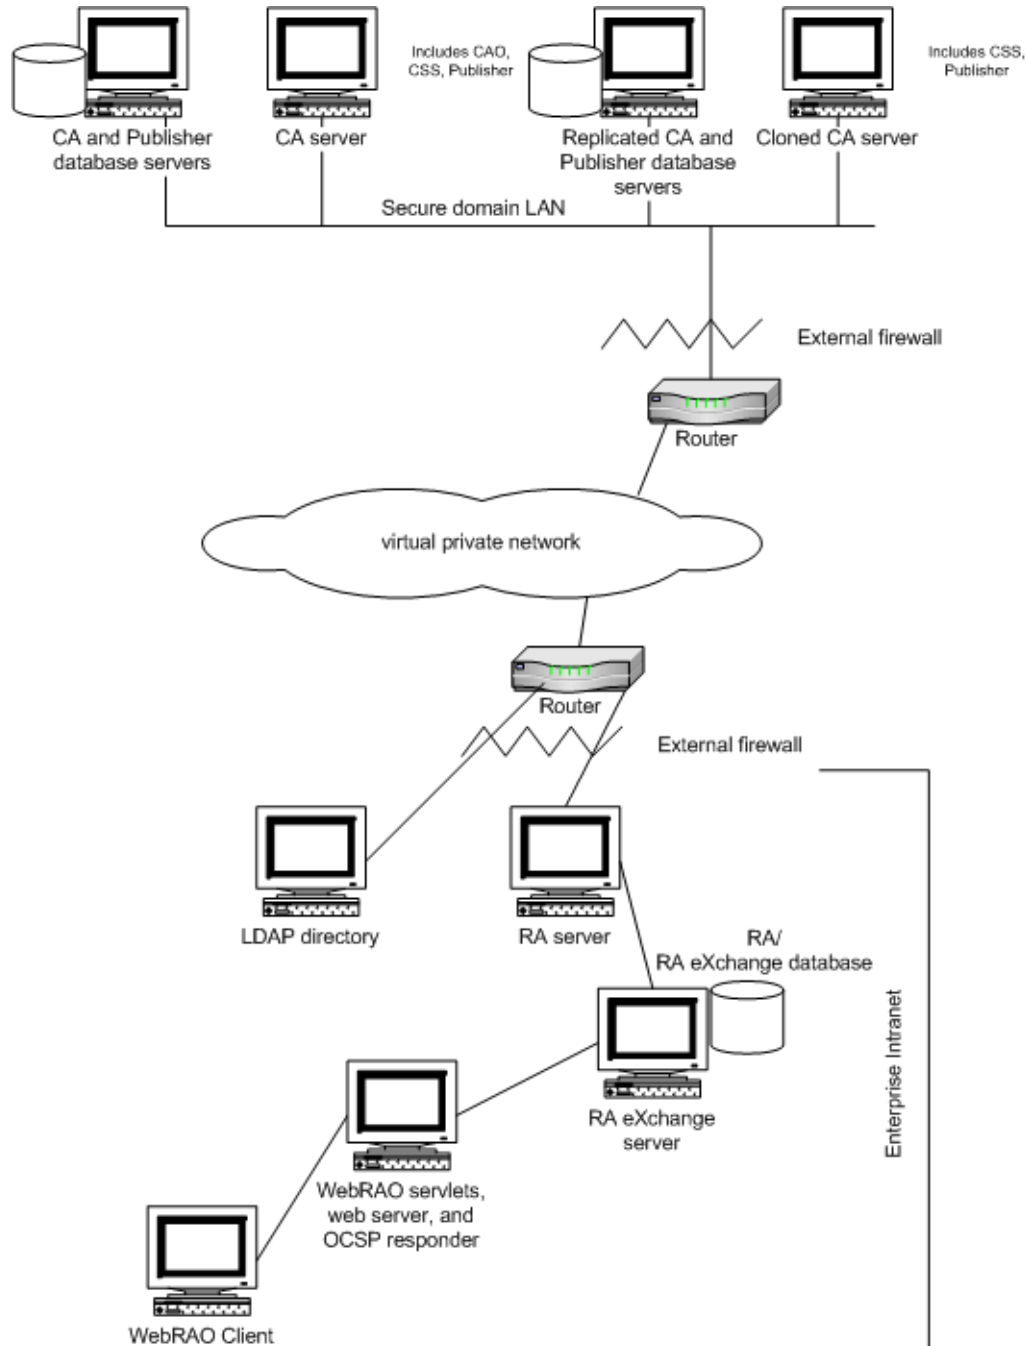 Includes CAO,
CSS, Publisher
Includes CSS,
Publisher
CA and Publisher
database servers
CA server
Replicated CA and
Publisher database
servers
Cloned CA server
Secure domain LAN
External firewall
Router
virtual private network
Router
External firewall
LDAP directory
RA server
RA/
RA eXchange database
Enterprise Intranet
RA eXchange
server
WebRAO servlets,
web server, and
OCSP responder
WebRAO Client